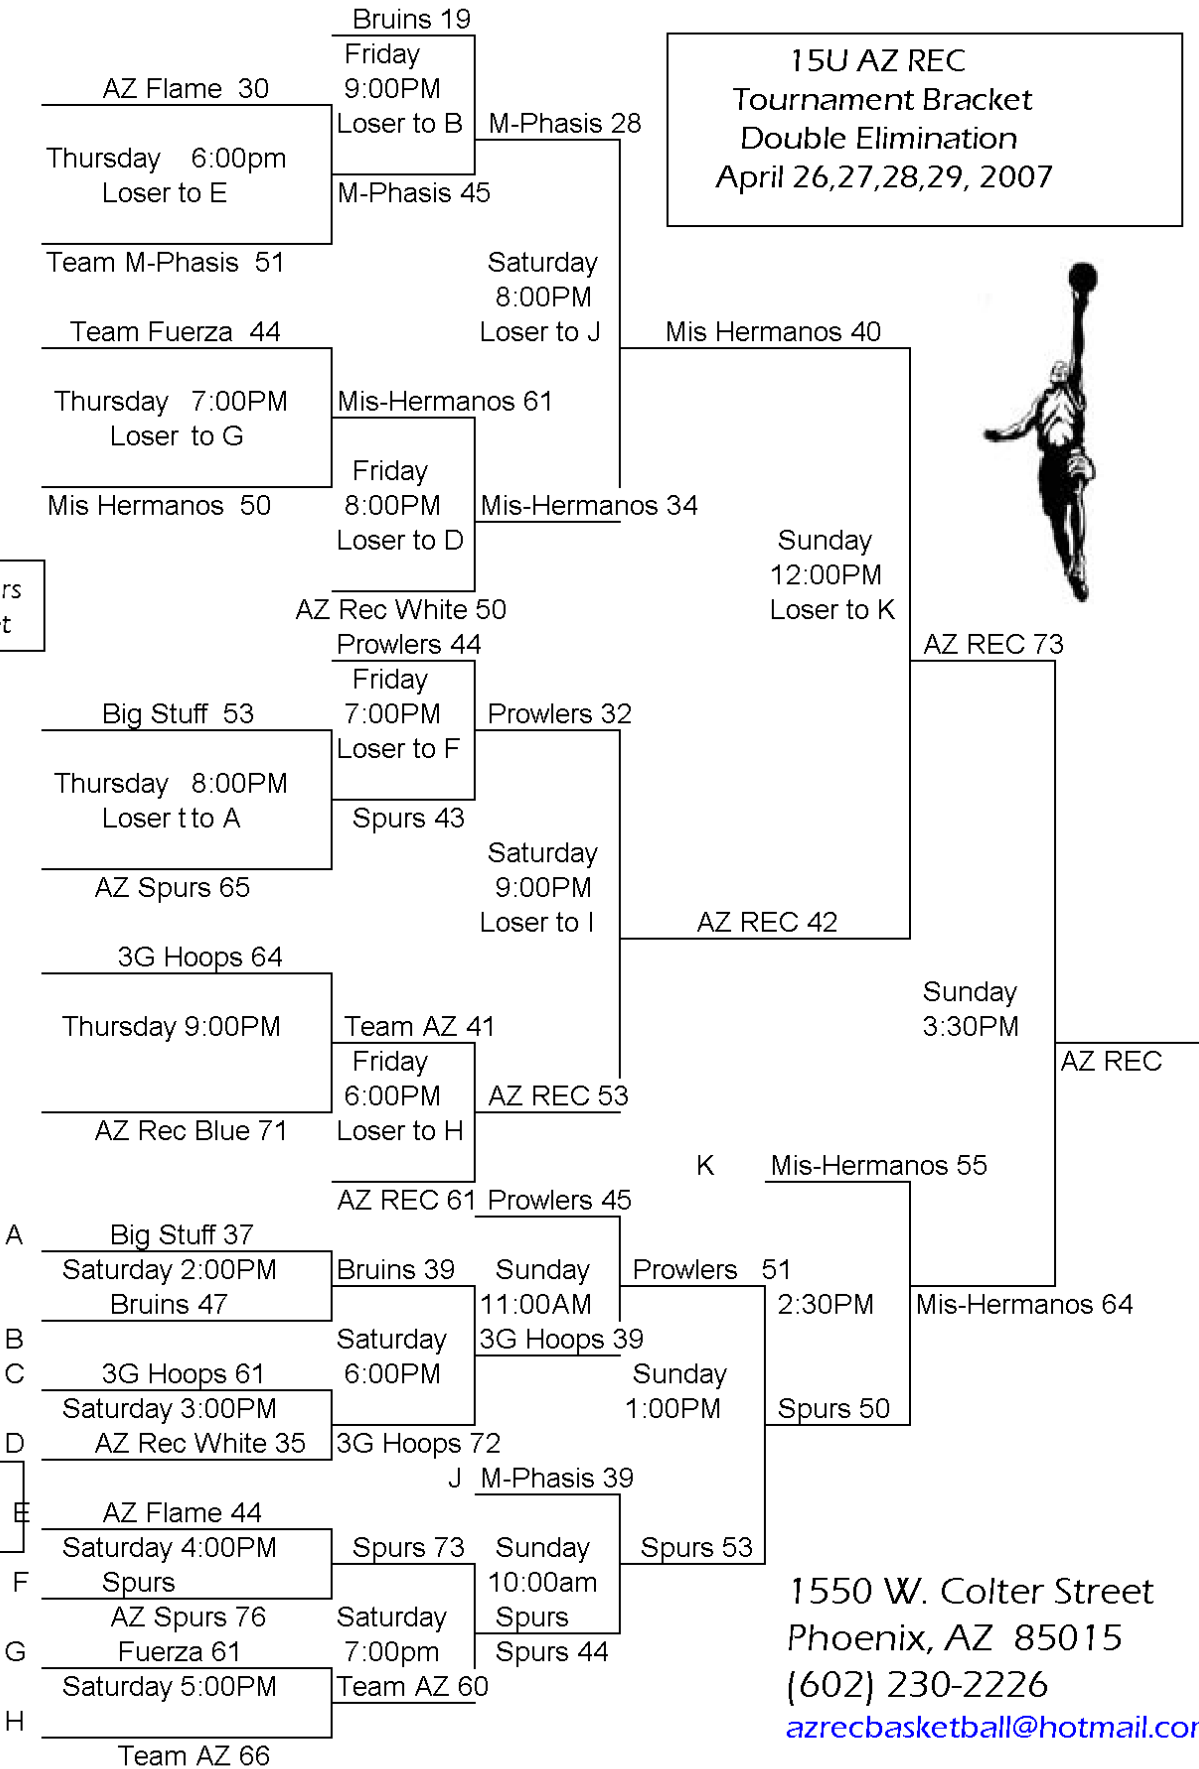 Bruins 19
Friday
9:00PM
Loser to B
15U AZ REC
Tournament Bracket
Double Elimination
April 26,27,28,29, 2007
AZ Flame 30
M-Phasis 28
Thursday 6:00pm
Loser to E
M-Phasis 45
Team M-Phasis 51
Saturday
8:00PM
Loser to J
Team Fuerza 44
Mis Hermanos 40
Thursday 7:00PM
Loser to G
Mis-Hermanos 61
Mis Hermanos 50
Friday
8:00PM
Loser to D
Mis-Hermanos 34
Sunday
12:00PM
Loser to K
rs
t
AZ Rec White 50
Prowlers 44
AZ REC 73
Friday
7:00PM
Loser to F
Big Stuff 53
Prowlers 32
Thursday 8:00PM
Loser t to A
Spurs 43
AZ Spurs 65
Saturday
9:00PM
Loser to I
AZ REC 42
3G Hoops 64
Sunday
3:30PM
Thursday 9:00PM
Team AZ 41
Friday
6:00PM
Loser to H
AZ REC
AZ REC 53
AZ Rec Blue 71
K
Mis-Hermanos 55
AZ REC 61
Prowlers 45
A
Big Stuff 37
Saturday 2:00PM
Bruins 47
Bruins 39
Sunday
11:00AM
Prowlers 51
2:30PM
Mis-Hermanos 64
B
Saturday
6:00PM
3G Hoops 39
C
3G Hoops 61
Saturday 3:00PM
Sunday
1:00PM
Spurs 50
D
AZ Rec White 35
3G Hoops 72
J
M-Phasis 39
E
AZ Flame 44
Saturday 4:00PM
Spurs 73
Sunday
10:00am
Spurs 53
F
Spurs
AZ Spurs 76
Saturday
7:00pm
Spurs
Spurs 44
G
Fuerza 61
Saturday 5:00PM
Team AZ 60
H
Team AZ 66
1550 W. Colter Street
Phoenix, AZ 85015
(602) 230-2226
azrecbasketball@hotmail.cor